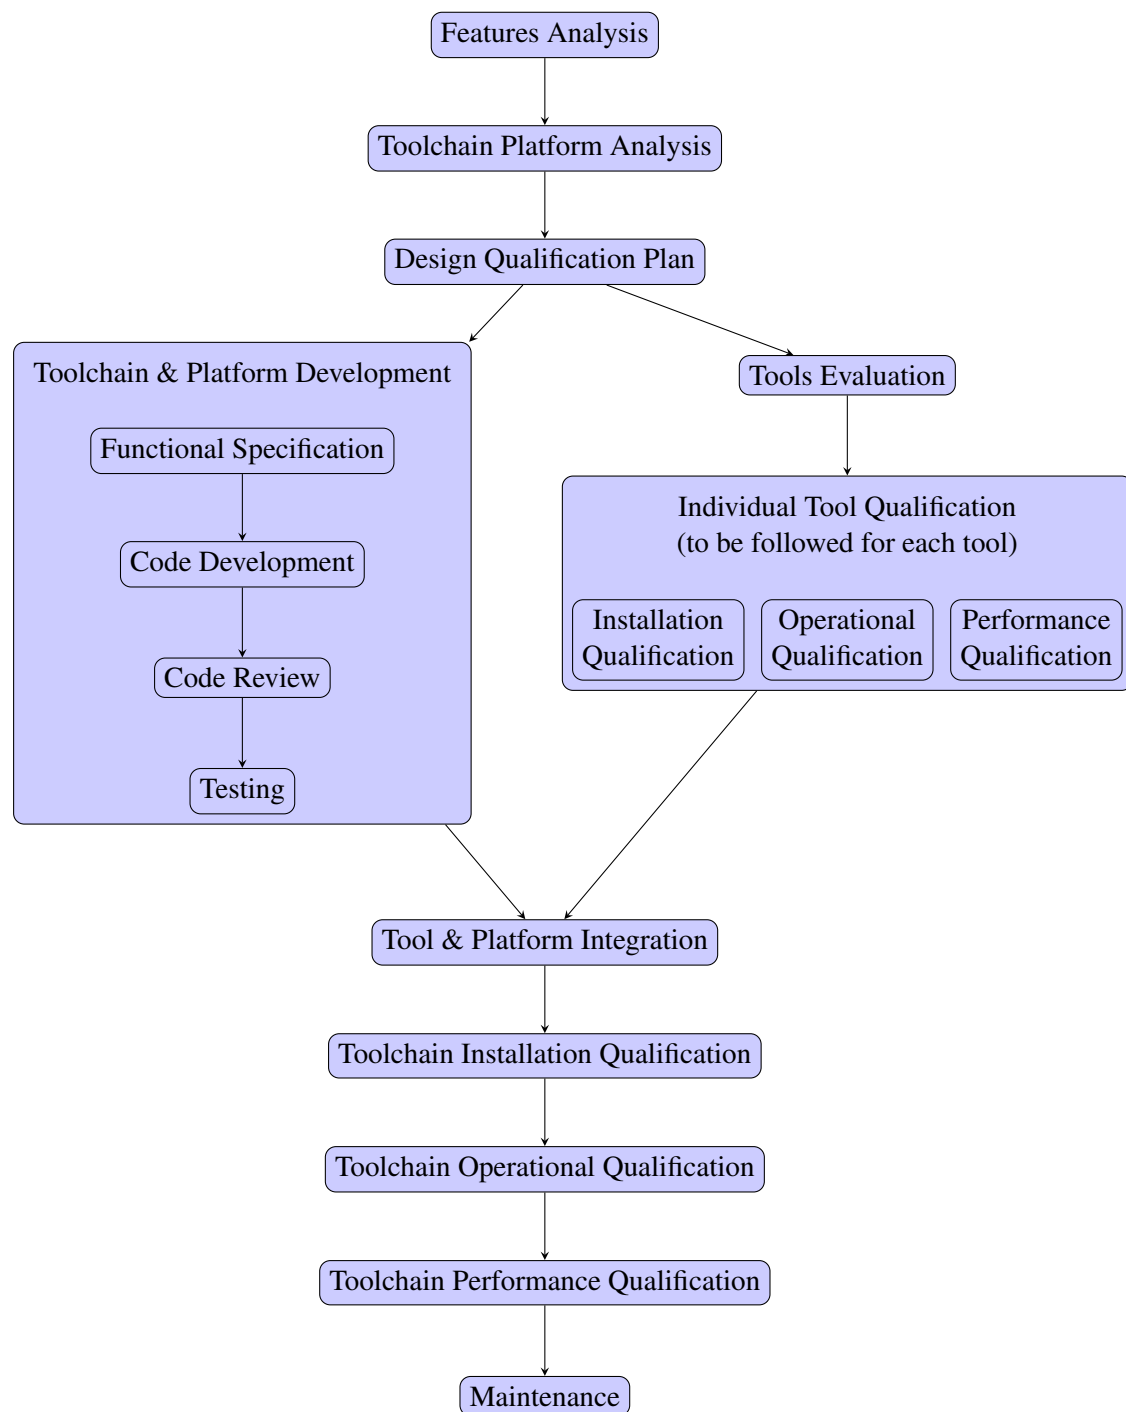 Features Analysis
Toolchain Platform Analysis
Design Qualification Plan
Toolchain & Platform Development
Functional Specification
Code Development
Code Review
Testing
Tools Evaluation
Individual Tool Qualification
(to be followed for each tool)
Installation
Qualification
Operational
Qualification
Performance
Qualification
Tool & Platform Integration
Toolchain Installation Qualification
Toolchain Operational Qualification
Toolchain Performance Qualification
Maintenance